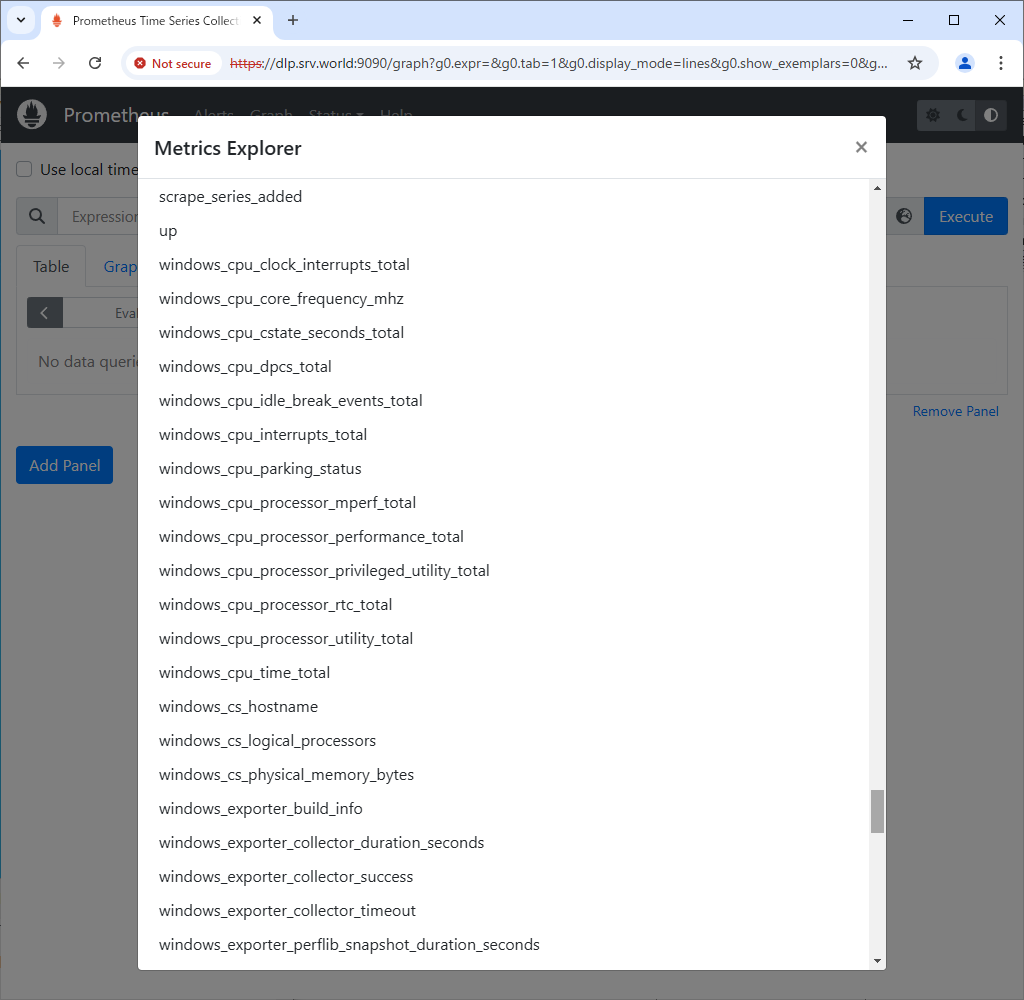 Prometheus Time Series Collect
Not secure
https://dlp.srv.world:9090/graph?g0.expr=&g0.tab=1&g0.display_mode=lines&g0.show_exemplars=0&g...
Prometheus Alerts Graph Status Help
Metrics Explorer
Use local time
Expression
Execute
Table
Grap
Eval
No data querie
Remove Panel
Add Panel
scrape_series_added
up
windows_cpu_clock_interrupts_total
windows_cpu_core_frequency_mhz
windows_cpu_cstate_seconds_total
windows_cpu_dpcs_total
windows_cpu_idle_break_events_total
windows_cpu_interrupts_total
windows_cpu_parking_status
windows_cpu_processor_mperf_total
windows_cpu_processor_performance_total
windows_cpu_processor_privileged_utility_total
windows_cpu_processor_rtc_total
windows_cpu_processor_utility_total
windows_cpu_time_total
windows_cs_hostname
windows_cs_logical_processors
windows_cs_physical_memory_bytes
windows_exporter_build_info
windows_exporter_collector_duration_seconds
windows_exporter_collector_success
windows_exporter_collector_timeout
windows_exporter_perflib_snapshot_duration_seconds